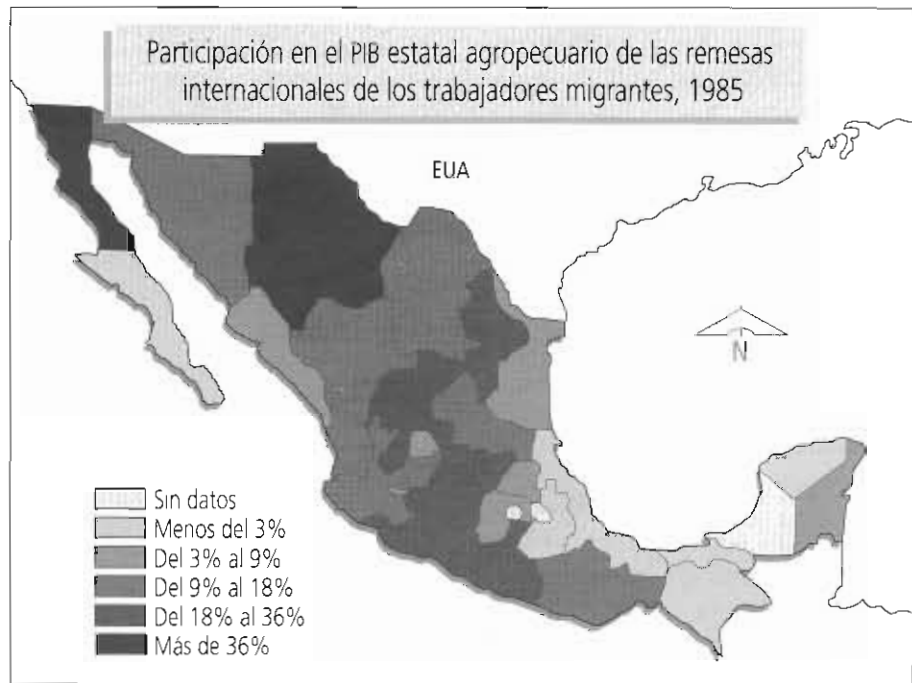 Participación en el PIB estatal agropecuario de las remesas
internacionales de los trabajadores migrantes, 1985
EUA
N
Sin datos
Menos del 3%
Del 3% al 9%
Del 9% al 18%
Del 18% al 36%
Más de 36%